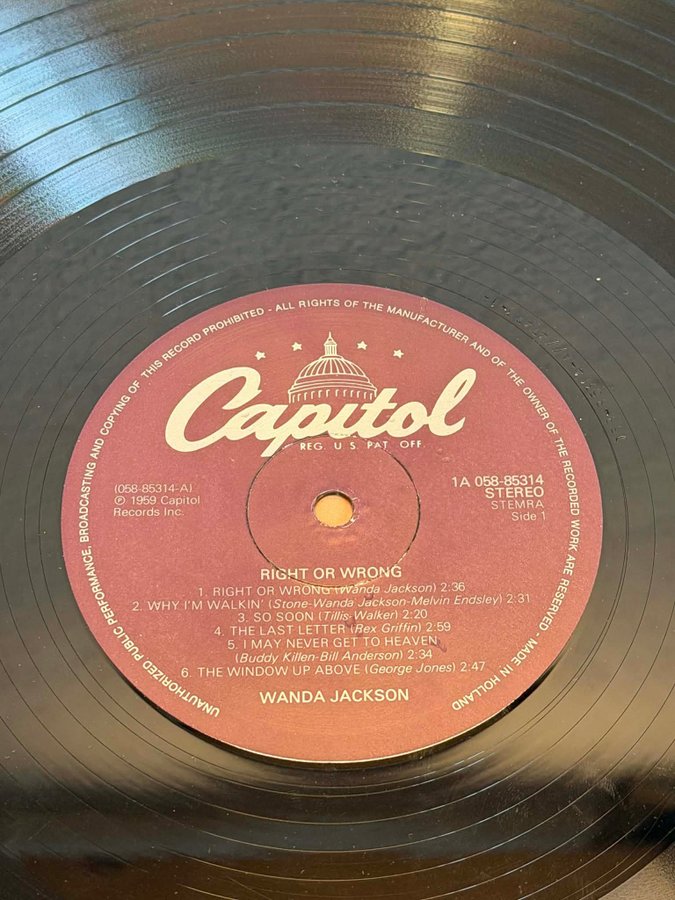 UNAUTHORIZED PUBLIC PERFORMANCE, BROADCASTING AND COPYING OF THIS RECORD PROHIBITED - ALL RIGHTS OF THE MANUFACTURER AND OF THE OWNER OF THE RECORDED WORK ARE RESERVED - MADE IN HOLLAND
Capitol
REG. U.S. PAT. OFF.
(058-85314-A)
℗ 1959 Capitol
Records Inc.
1A 058-85314
STEREO
STEMRA
Side 1
RIGHT OR WRONG
1. RIGHT OR WRONG (Wanda Jackson) 2:36
2. WHY I'M WALKIN' (Stone-Wanda Jackson-Melvin Endsley) 2:31
3. SO SOON (Tillis-Walker) 2:20
4. THE LAST LETTER (Rex Griffin) 2:59
5. I MAY NEVER GET TO HEAVEN
(Buddy Killen-Bill Anderson) 2:34
6. THE WINDOW UP ABOVE (George Jones) 2:47
WANDA JACKSON